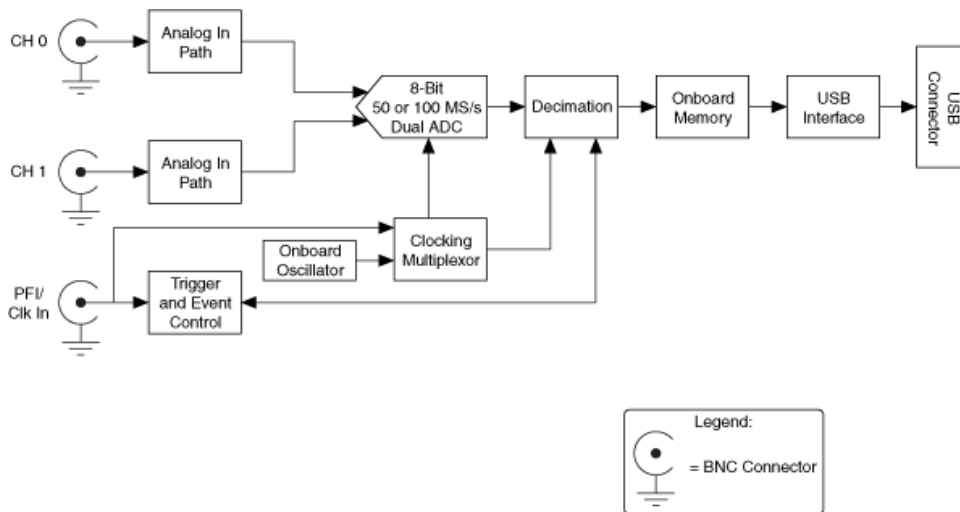 CH 0
Analog In
Path
8-Bit
50 or 100 MS/s
Dual ADC
Decimation
Onboard
Memory
USB
Interface
USB
Connector
CH 1
Analog In
Path
Onboard
Oscillator
Clocking
Multiplexor
PFI/
Clk In
Trigger
and Event
Control
Legend:
= BNC Connector